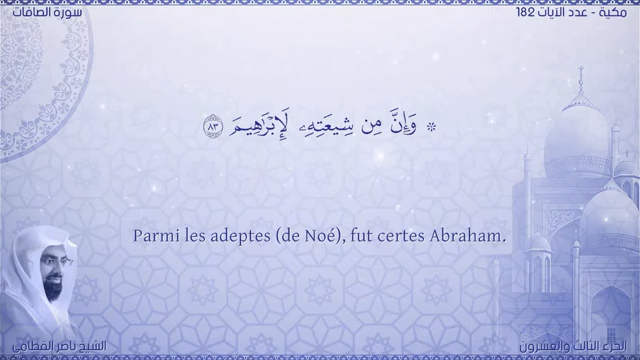 سورة الصافات
مكية - عدد الآيات 182
۞ وَإِنَّ مِن شِيعَتِهِۦ لَإِبْرَٰهِيمَ ٨٣
Parmi les adeptes (de Noé), fut certes Abraham.
الشيخ ناصر القطامي
الجزء الثالث والعشرون